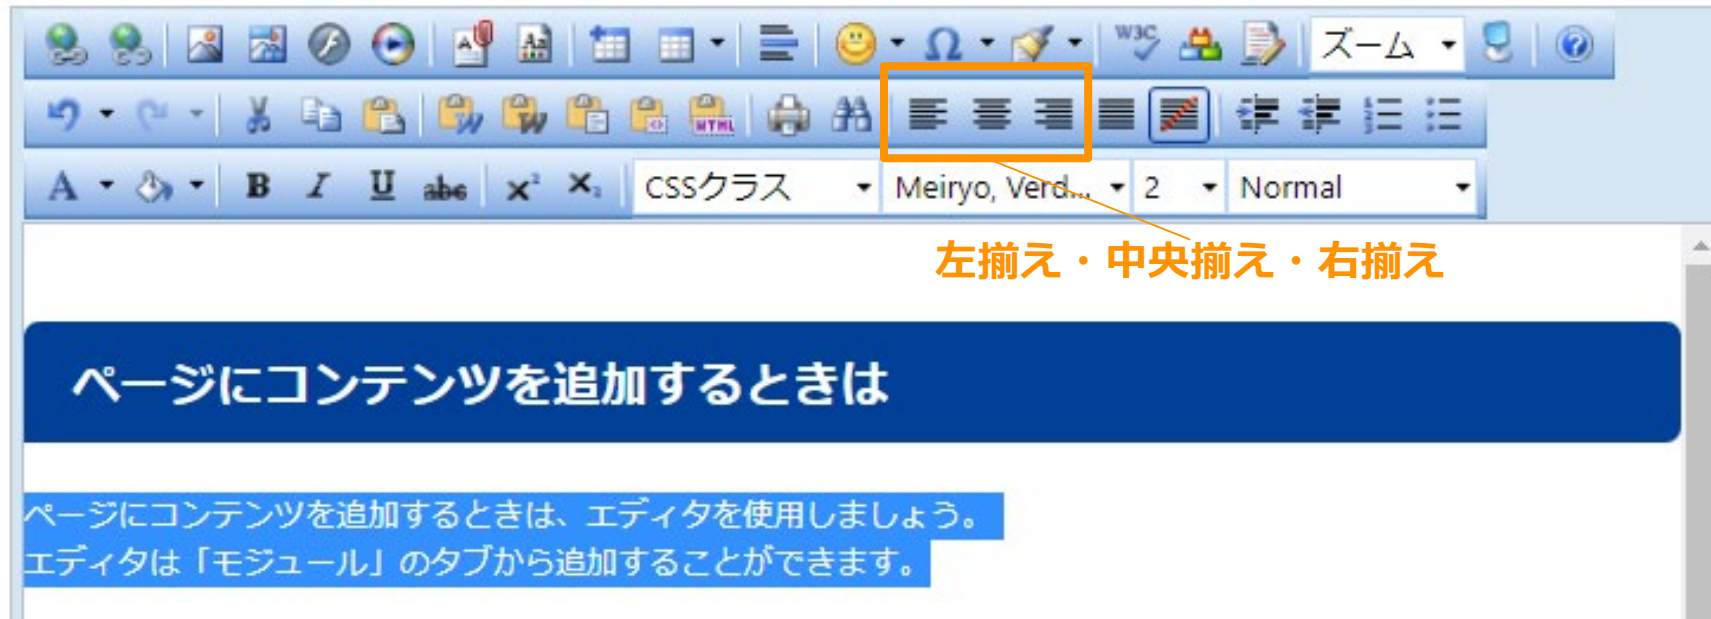 W3C
ズーム
HTML
A B I U abc x² x₂ CSSクラス Meiryo, Verd... 2 Normal
左揃え・中央揃え・右揃え
ページにコンテンツを追加するときは
ページにコンテンツを追加するときは、エディタを使用しましょう。
エディタは「モジュール」のタブから追加することができます。